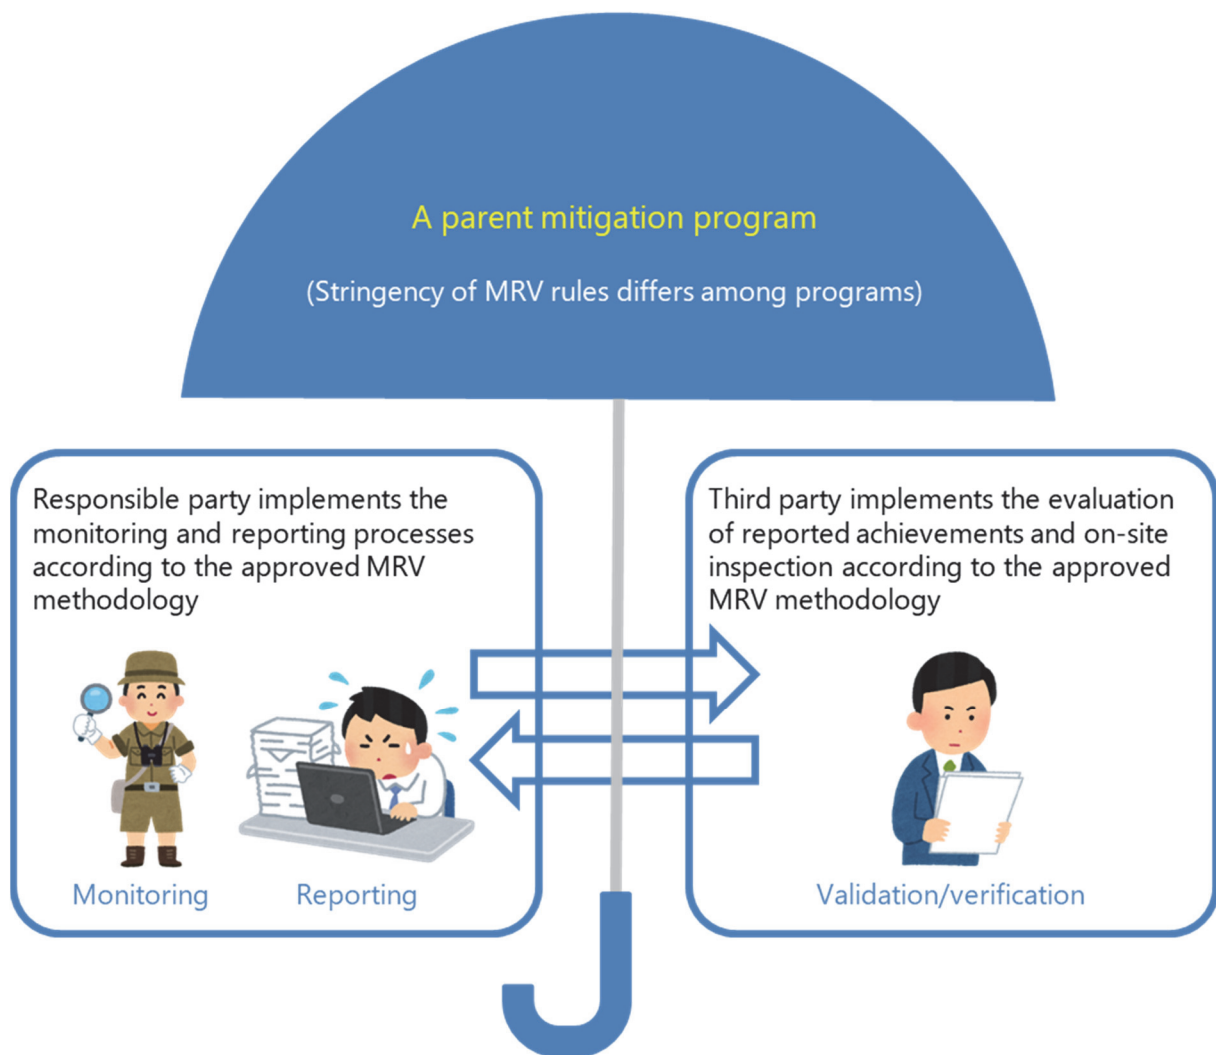 A parent mitigation program
(Stringency of MRV rules differs among programs)
Responsible party implements the
monitoring and reporting processes
according to the approved MRV
methodology
Monitoring
Reporting
Third party implements the evaluation
of reported achievements and on-site
inspection according to the approved
MRV methodology
Validation/verification